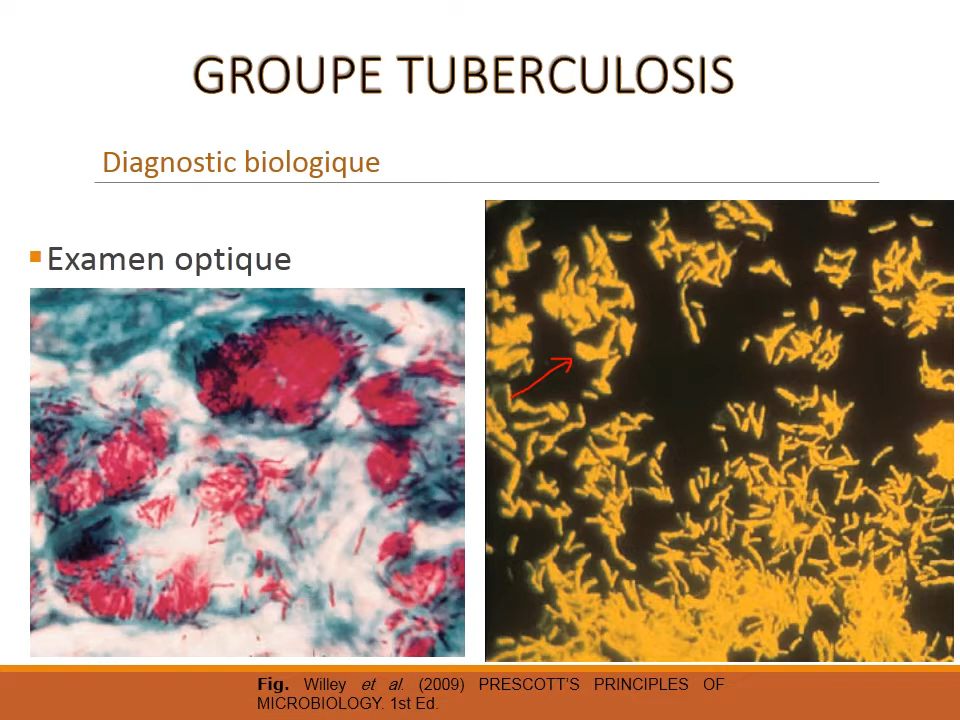 GROUPE TUBERCULOSIS
Diagnostic biologique
Examen optique
Fig. Willey et al. (2009) PRESCOTT'S PRINCIPLES OF
MICROBIOLOGY. 1st Ed.